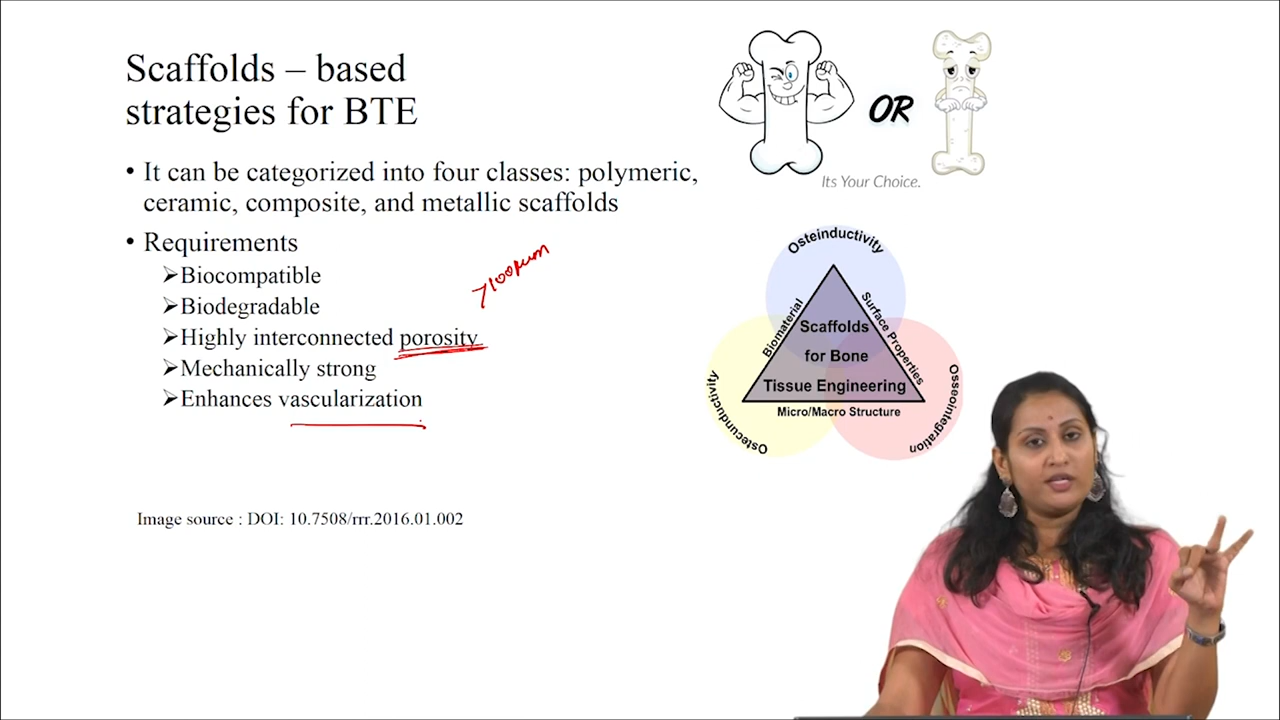 Scaffolds – based
strategies for BTE
• It can be categorized into four classes: polymeric,
ceramic, composite, and metallic scaffolds
• Requirements
➢Biocompatible
➢Biodegradable
➢Highly interconnected porosity
➢Mechanically strong
➢Enhances vascularization
>100μm
Image source : DOI: 10.7508/rrr.2016.01.002
OR
Its Your Choice.
Osteinductivity
Biomaterial
Surface Properties
Scaffolds
for Bone
Tissue Engineering
Micro/Macro Structure
Ostecunductivity
Osseointegration